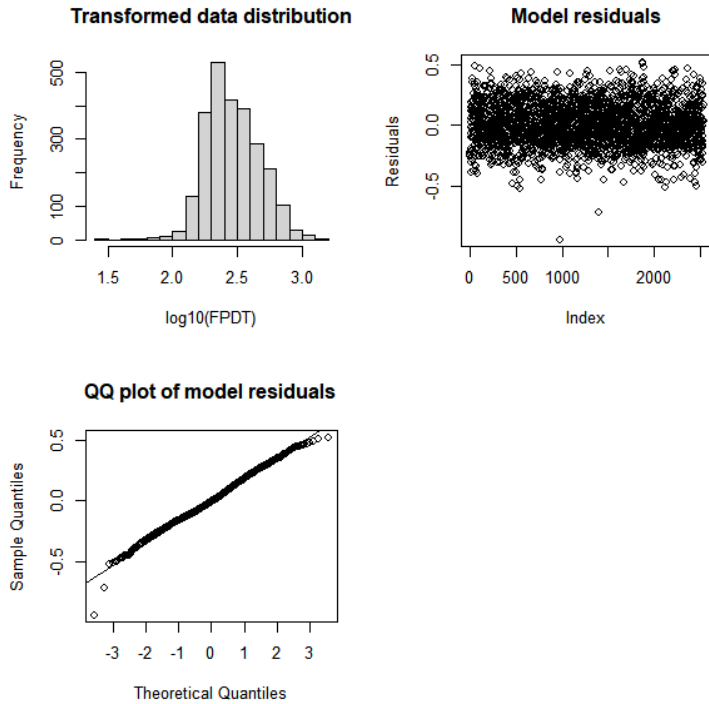 Transformed data distribution
Frequency
0 100 300 500
1.5 2.0 2.5 3.0
log10(FPDT)
Model residuals
Residuals
-0.5 0.0 0.5
0 500 1000 2000
Index
QQ plot of model residuals
Sample Quantiles
-0.5 0.0 0.5
-3 -2 -1 0 1 2 3
Theoretical Quantiles